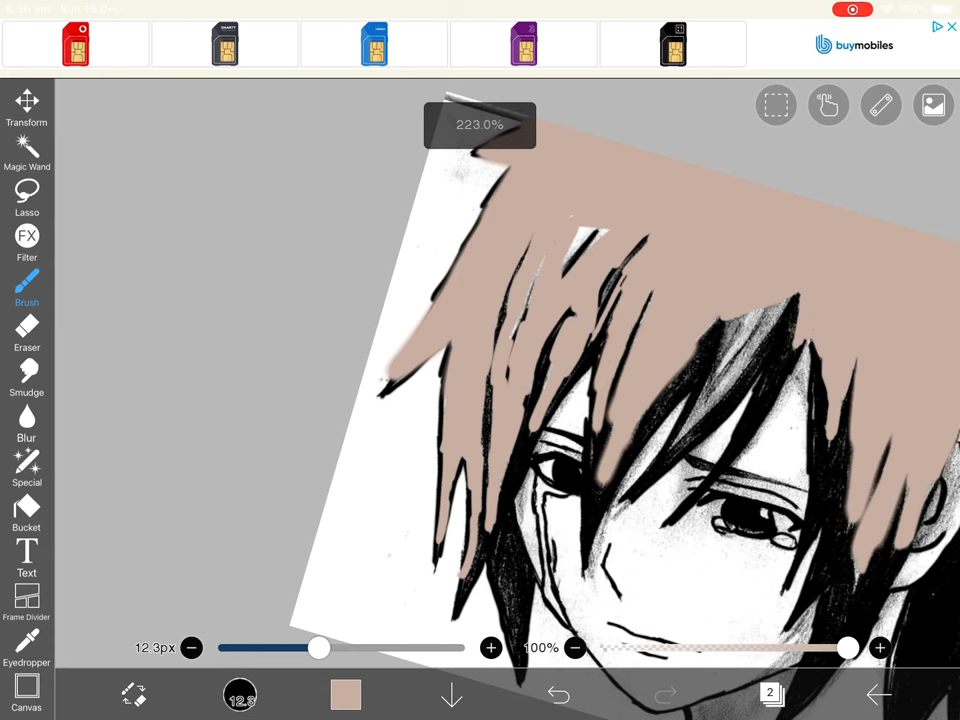 buymobiles
223.0%
Transform
Magic Wand
Lasso
FX
Filter
Brush
Eraser
Smudge
Blur
Special
Bucket
T
Text
Frame Divider
Eyedropper
Canvas
12.3px
100%
12.3
2